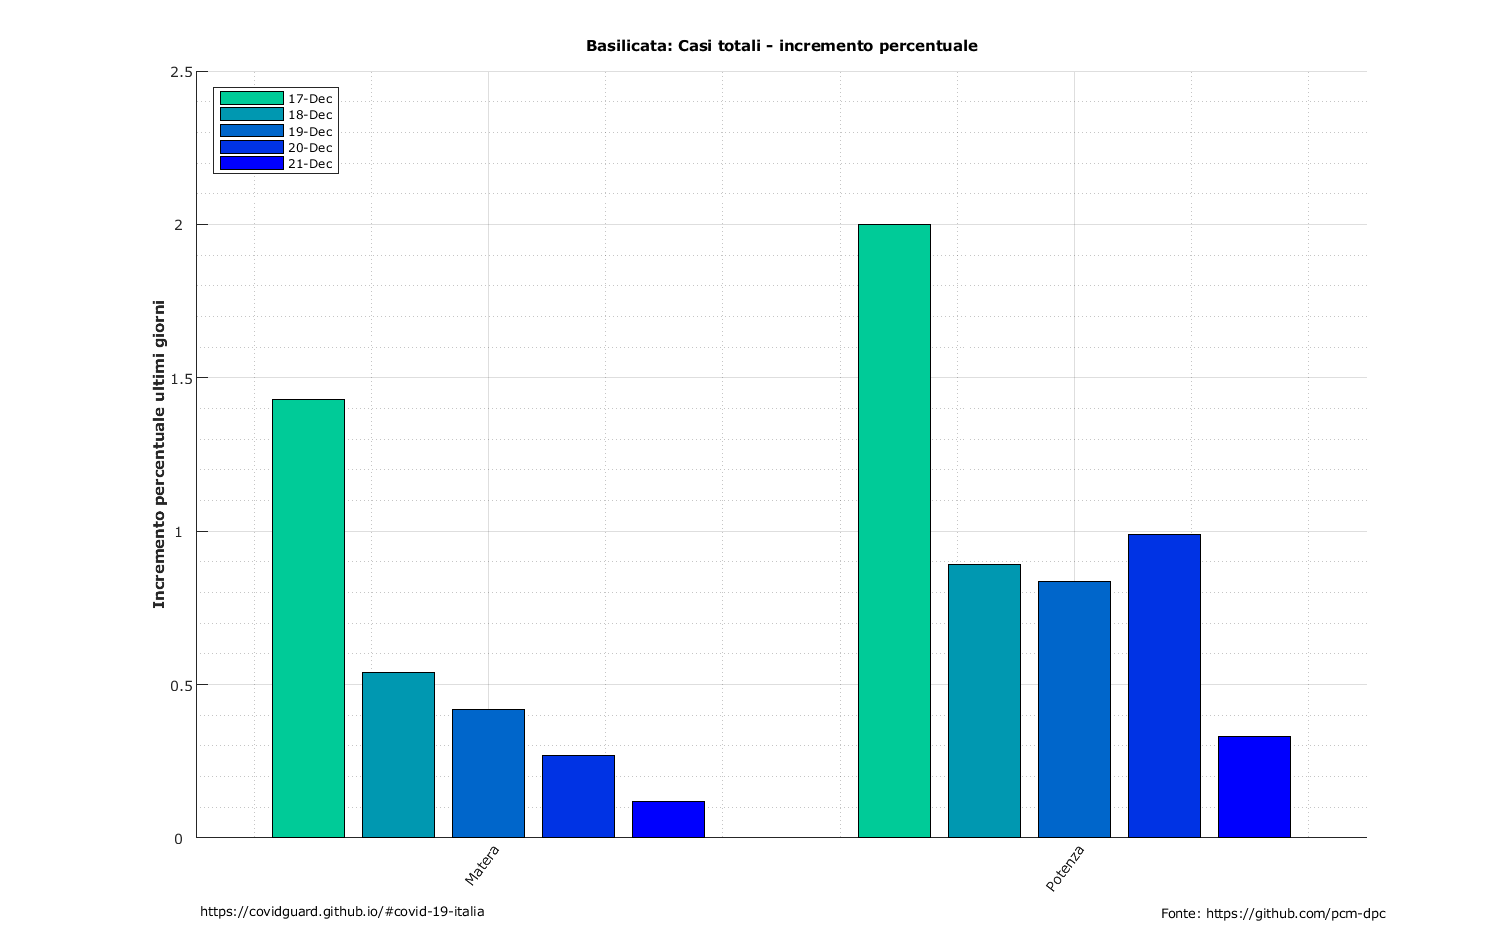 Basilicata: Casi totali - incremento percentuale
2.5
17-Dec
18-Dec
19-Dec
20-Dec
21-Dec
2
1.5
1
0.5
0
Incremento percentuale ultimi giorni
Matera
Potenza
https://covidguard.github.io/#covid-19-italia
Fonte: https://github.com/pcm-dpc